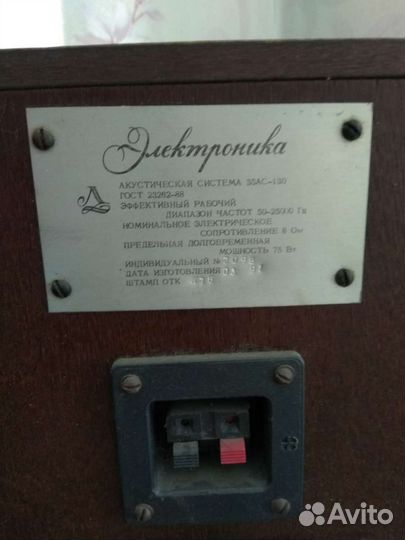 Электроника
АКУСТИЧЕСКАЯ СИСТЕМА 35АС-130
ГОСТ 23262-88
ЭФФЕКТИВНЫЙ РАБОЧИЙ
ДИАПАЗОН ЧАСТОТ 50-25000 Гц
НОМИНАЛЬНОЕ ЭЛЕКТРИЧЕСКОЕ
СОПРОТИВЛЕНИЕ 8 Ом
ПРЕДЕЛЬНАЯ ДОЛГОВРЕМЕННАЯ
МОЩНОСТЬ 75 Вт
ИНДИВИДУАЛЬНЫЙ №
ДАТА ИЗГОТОВЛЕНИЯ
ШТАМП ОТК
Avito